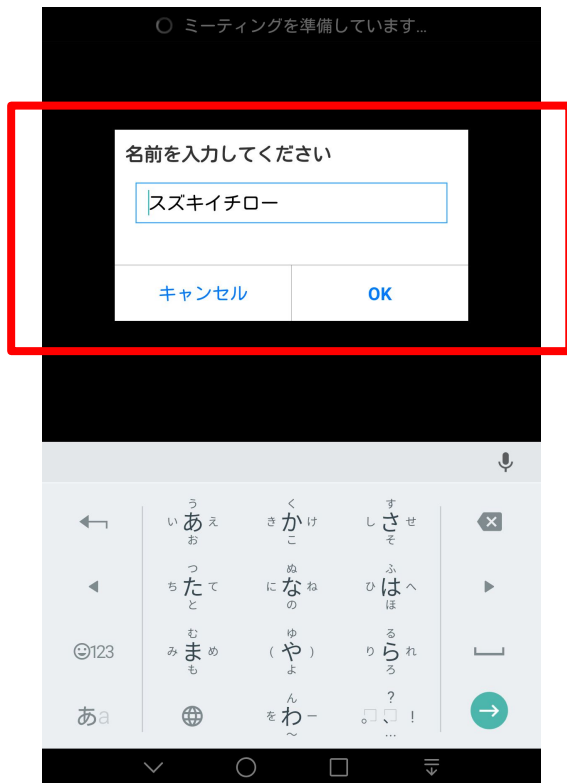 ミーティングを準備しています...
名前を入力してください
スズキイチロー
キャンセル OK
う く す
い あ え き か け し さ せ
お こ そ
つ ぬ ふ
ち た て に な ね ひ は へ
と の ほ
む ゆ る
☺123 み ま め ( や ) り ら れ
も よ ろ
ん ?
あa を わ ー 。 、 !
〜 ...